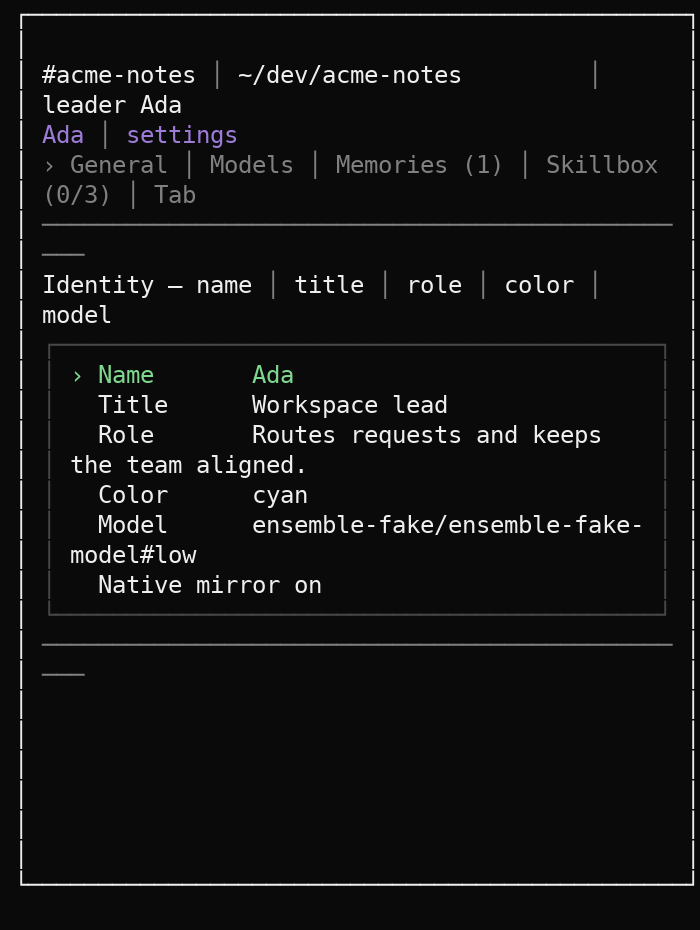 #acme-notes │ ~/dev/acme-notes │
leader Ada
Ada │ settings
› General │ Models │ Memories (1) │ Skillbox
(0/3) │ Tab
Identity — name │ title │ role │ color │
model
› Name Ada
Title Workspace lead
Role Routes requests and keeps
the team aligned.
Color cyan
Model ensemble-fake/ensemble-fake-
model#low
Native mirror on